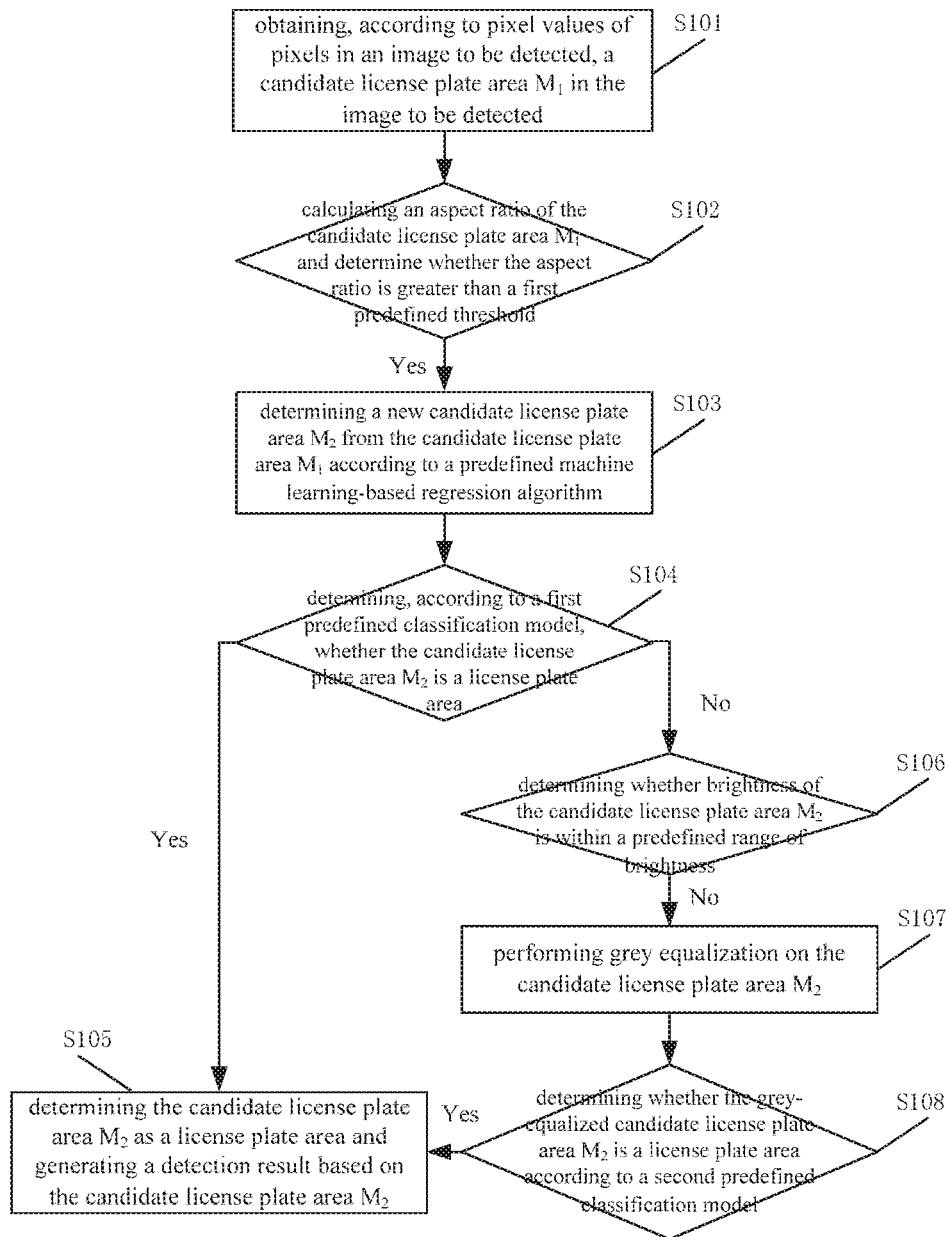 obtaining, according to pixel values of
pixels in an image to be detected, a
candidate license plate area M₁ in the
image to be detected
S101
calculating an aspect ratio of the
candidate license plate area M₁
and determine whether the aspect
ratio is greater than a first
predefined threshold
S102
Yes
determining a new candidate license plate
area M₂ from the candidate license plate
area M₁ according to a predefined machine
learning-based regression algorithm
S103
determining, according to a first
predefined classification model,
whether the candidate license
plate area M₂ is a license plate
area
S104
No
Yes
determining whether brightness of
the candidate license plate area M₂
is within a predefined range of
brightness
S106
No
performing grey equalization on the
candidate license plate area M₂
S107
S105
determining the candidate license plate
area M₂ as a license plate area and
generating a detection result based on
the candidate license plate area M₂
Yes
determining whether the grey-
equalized candidate license plate
area M₂ is a license plate area
according to a second predefined
classification model
S108